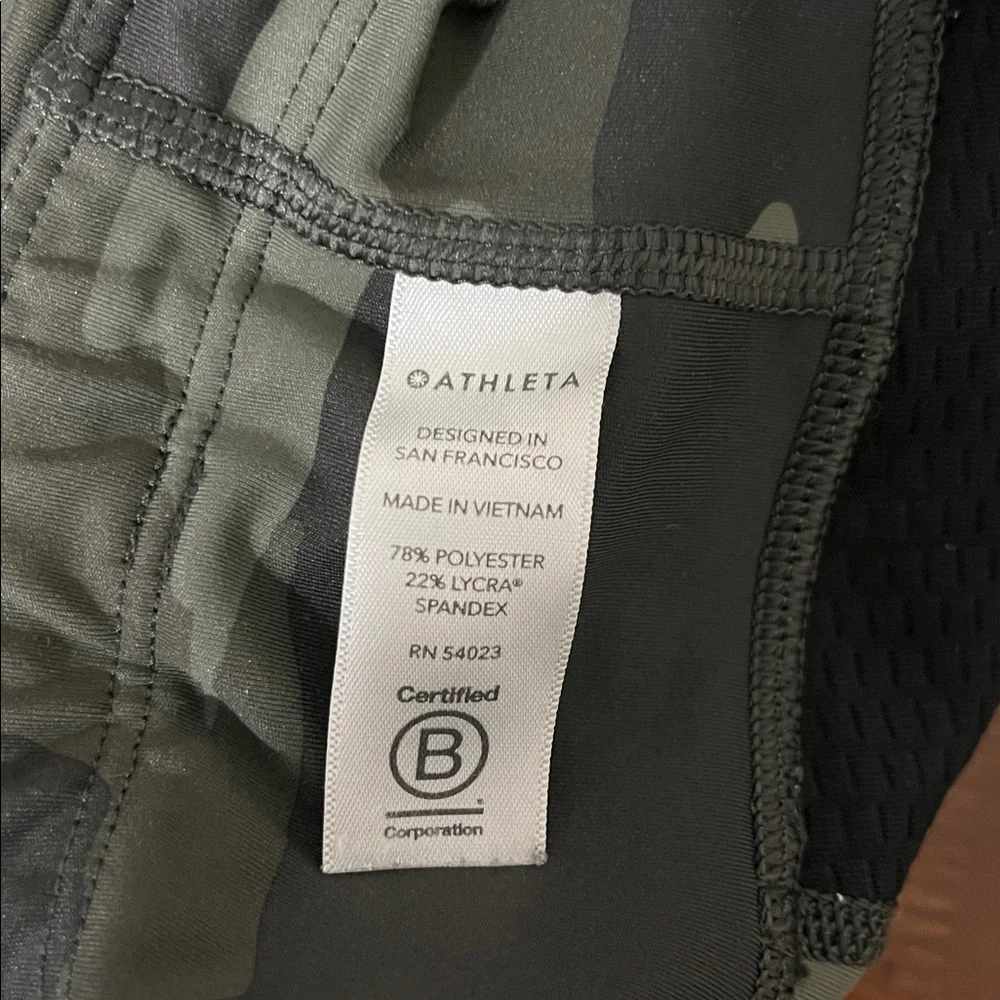 ATHLETA
DESIGNED IN
SAN FRANCISCO
MADE IN VIETNAM
78% POLYESTER
22% LYCRA®
SPANDEX
RN 54023
Certified
B
Corporation